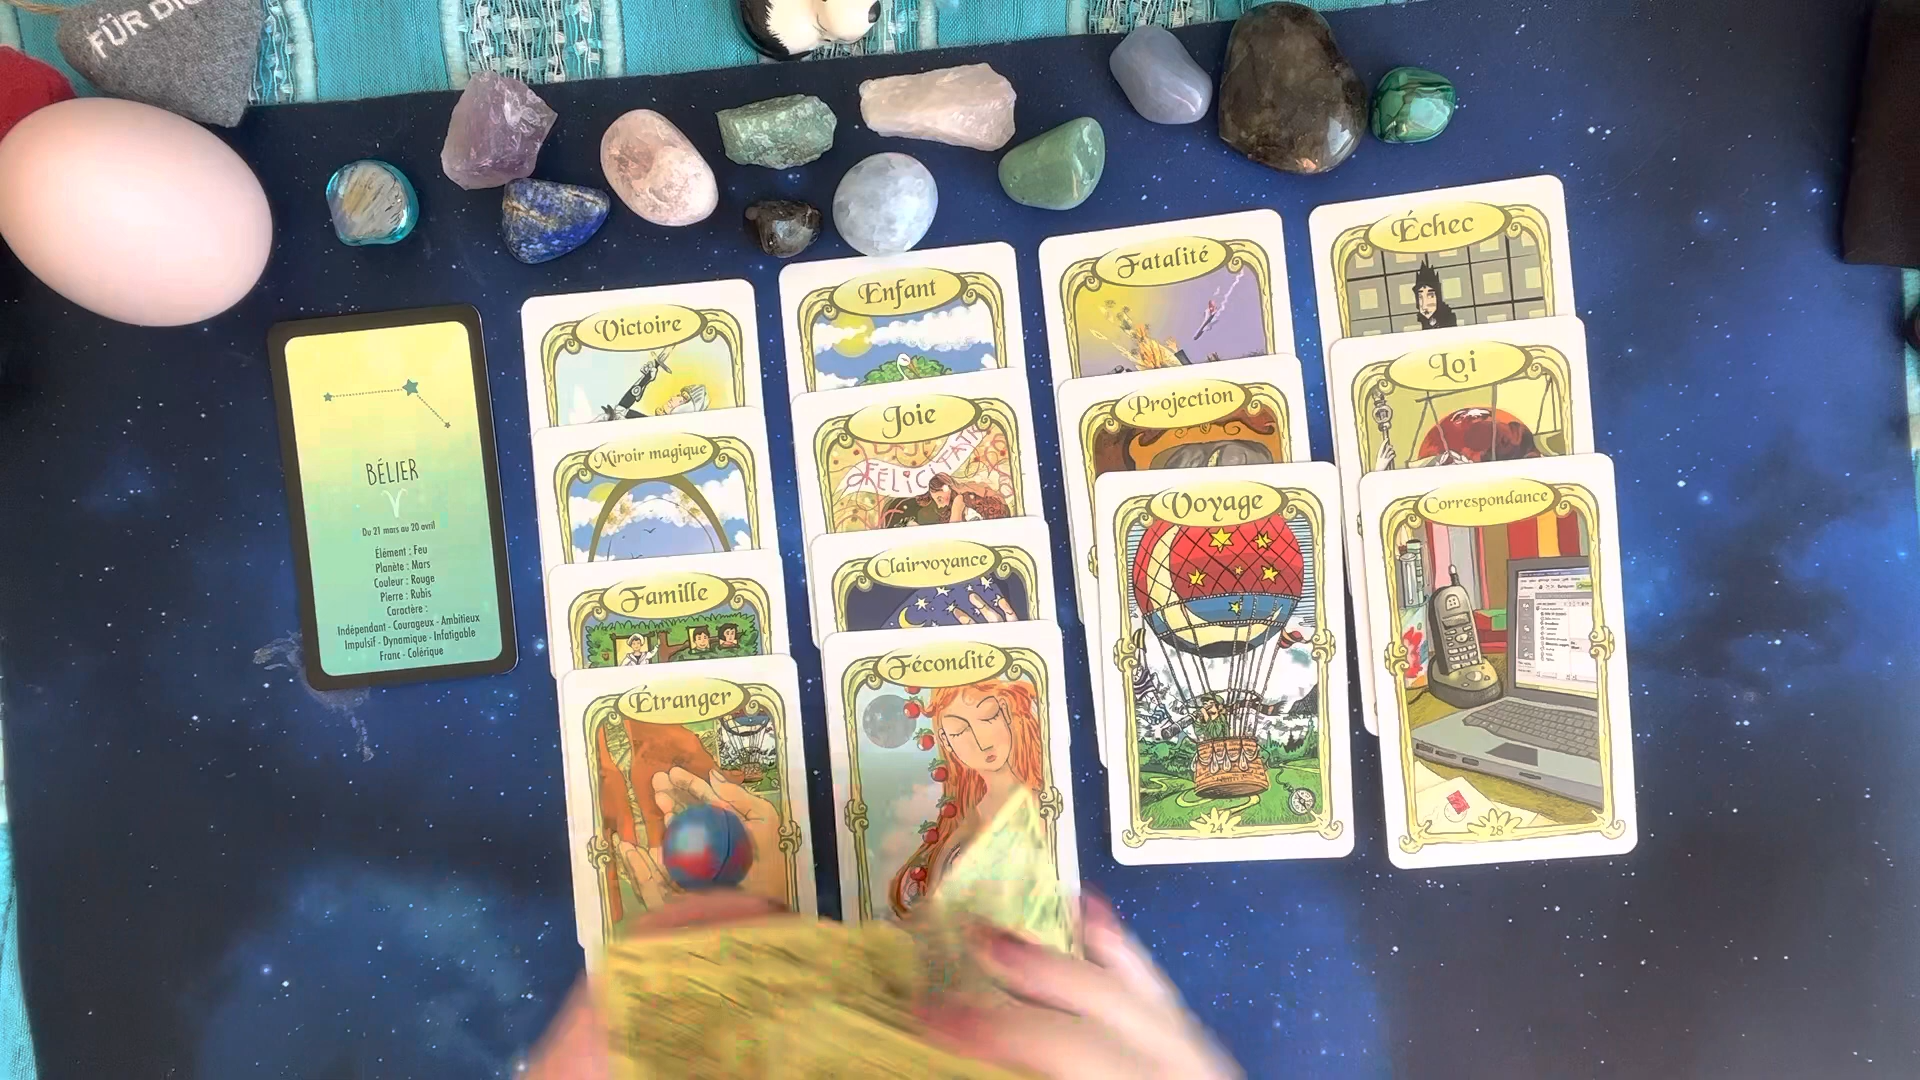 FÜR DI
BÉLIER
Du 21 mars au 20 avril
Élément : Feu
Planète : Mars
Couleur : Rouge
Pierre : Rubis
Caractère :
Indépendant - Courageux - Ambitieux
Impulsif - Dynamique - Infatigable
Franc - Colérique
Victoire
Miroir magique
Famille
Étranger
Enfant
Joie
FÉLICITATI
Clairvoyance
Fécondité
Fatalité
Projection
Voyage
24
Échec
Loi
Correspondance
28